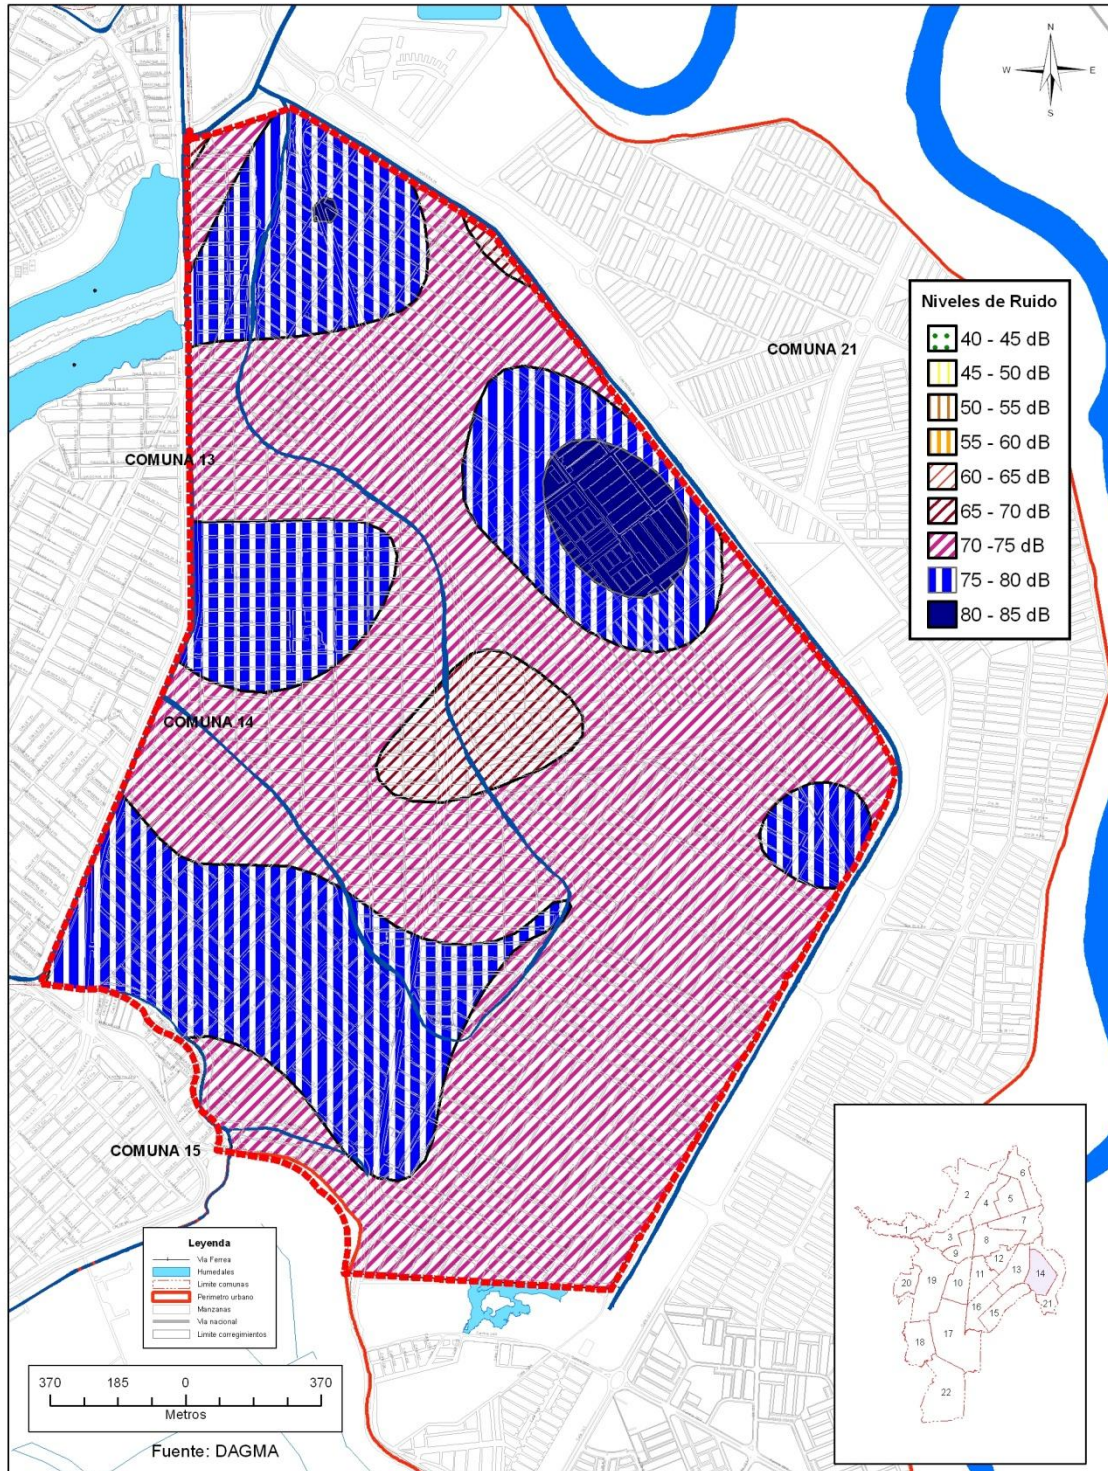 N
W E
S
Niveles de Ruido
40 - 45 dB
45 - 50 dB
50 - 55 dB
55 - 60 dB
60 - 65 dB
65 - 70 dB
70 -75 dB
75 - 80 dB
80 - 85 dB
COMUNA 21
COMUNA 13
COMUNA 14
COMUNA 15
Leyenda
Via Ferrea
Humedales
Limite comunas
Perimetro urbano
Manzanas
Via nacional
Limite corregimientos
370 185 0 370
Metros
Fuente: DAGMA
6
2
4
5
1
3
7
8
9
12
20
19
10
11
13
14
16
15
21
18
17
22